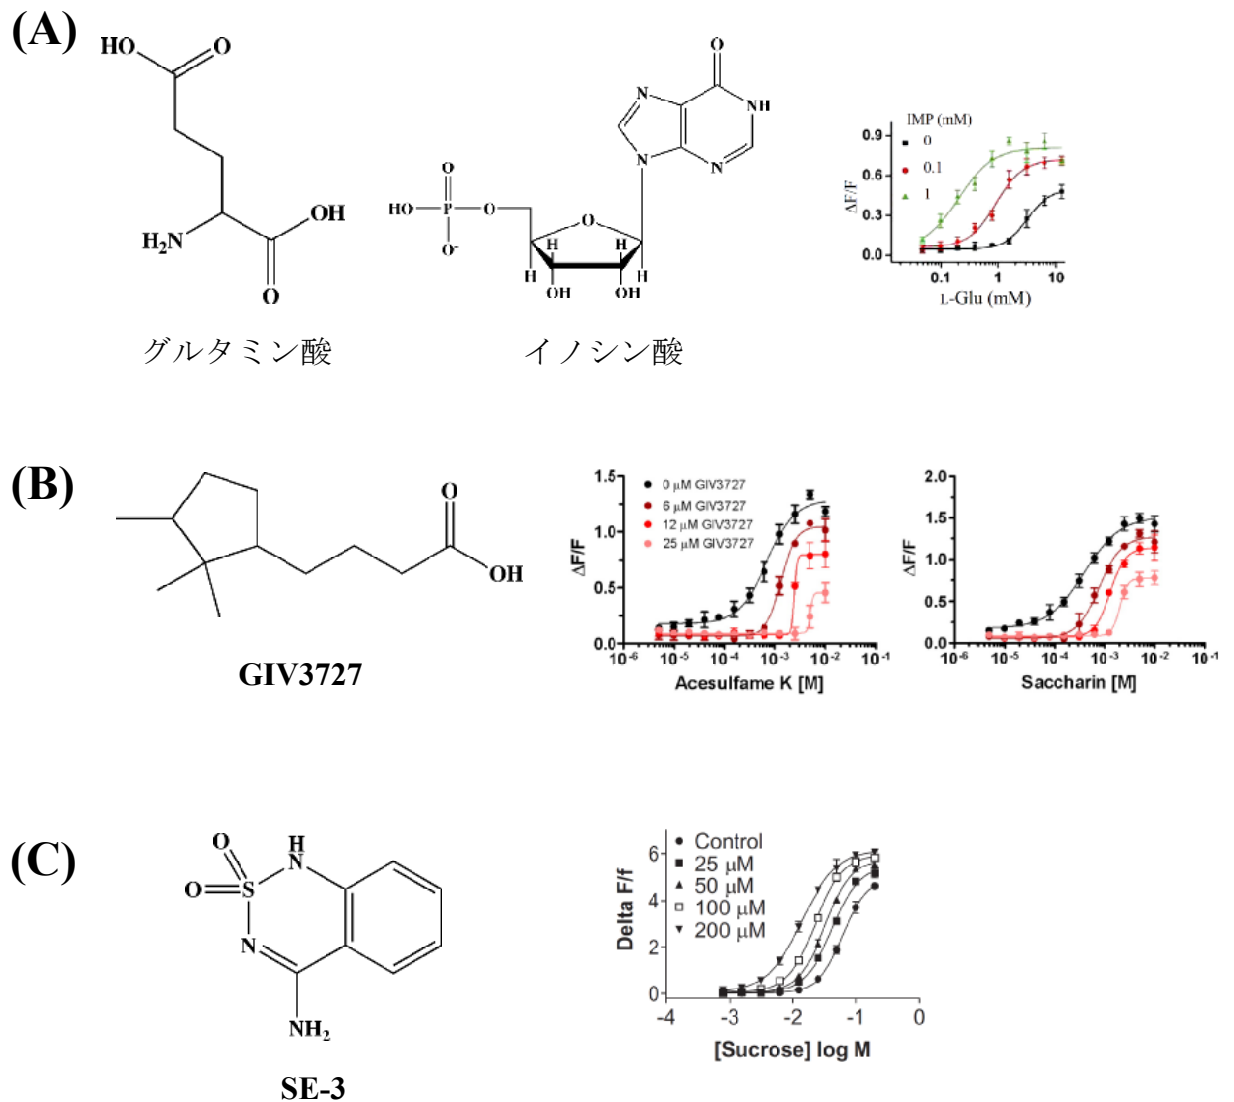 (A)
HO
O
H₂N
OH
O
グルタミン酸
O
N
NH
N
N
O
HO
P
O
O⁻
O
H
H
H
H
OH
OH
イノシン酸
IMP (mM)
0
0.1
1
0.9
0.6
0.3
0.0
ΔF/F
0.1
1
10
L-Glu (mM)
(B)
O
OH
GIV3727
1.5
1.0
0.5
0.0
ΔF/F
0 μM GIV3727
6 μM GIV3727
12 μM GIV3727
25 μM GIV3727
10⁻⁶
10⁻⁵
10⁻⁴
10⁻³
10⁻²
10⁻¹
Acesulfame K [M]
2.0
1.5
1.0
0.5
0.0
ΔF/F
10⁻⁶
10⁻⁵
10⁻⁴
10⁻³
10⁻²
10⁻¹
Saccharin [M]
(C)
O
O
S
H
N
N
NH₂
SE-3
Control
25 μM
50 μM
100 μM
200 μM
6
4
2
0
Delta F/f
-4
-3
-2
-1
0
[Sucrose] log M